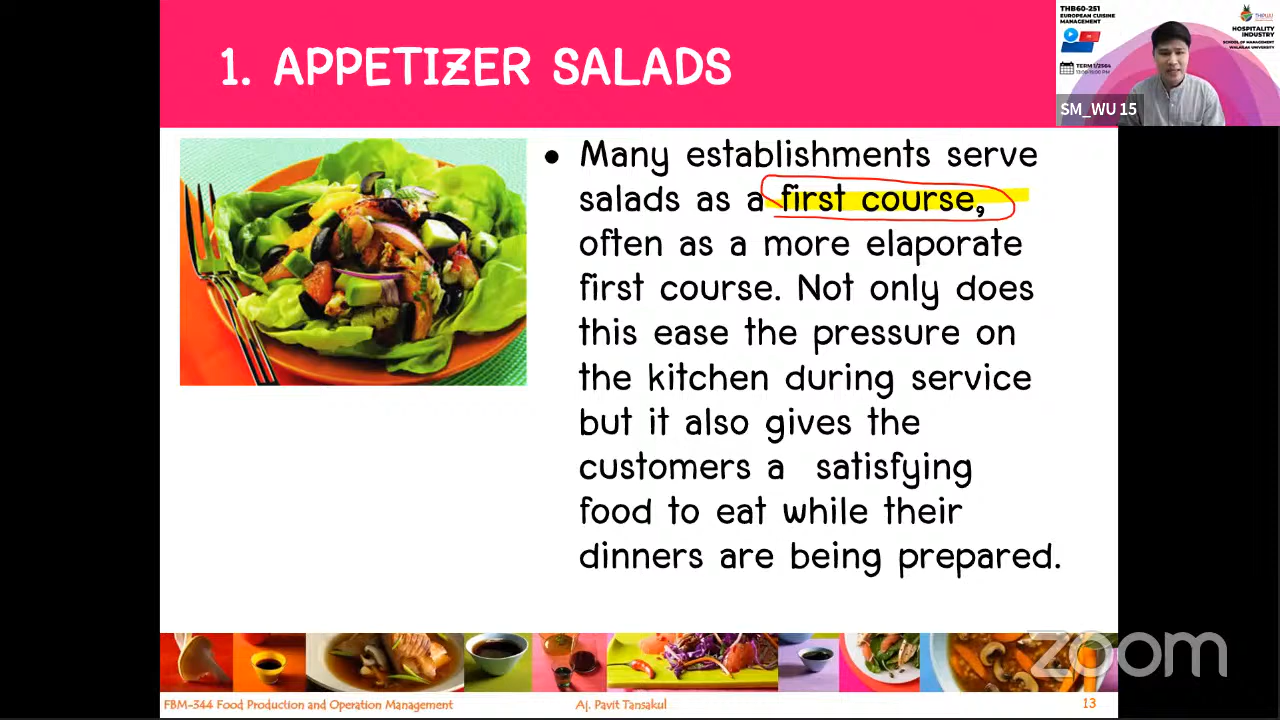 1. APPETIZER SALADS
THB60-251
EUROPEAN CUISINE
MANAGEMENT
HOSPITALITY
INDUSTRY
SCHOOL OF MANAGEMENT
WALAILAK UNIVERSITY
TERM 1/2564
SM_WU 15
• Many establishments serve
salads as a first course,
often as a more elaporate
first course. Not only does
this ease the pressure on
the kitchen during service
but it also gives the
customers a satisfying
food to eat while their
dinners are being prepared.
zoom
FBM-344 Food Production and Operation Management
Aj. Pavit Tansakul
13